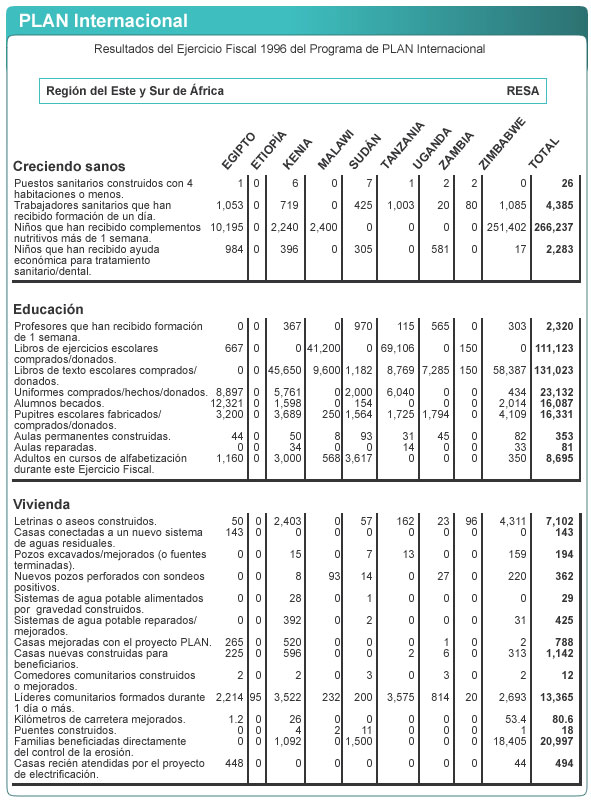 PLAN Internacional
Resultados del Ejercicio Fiscal 1996 del Programa de PLAN Internacional
Región del Este y Sur de África RESA
Creciendo sanos EGIPTO ETIOPÍA KENIA MALAWI SUDÁN TANZANIA UGANDA ZAMBIA ZIMBABWE TOTAL
Puestos sanitarios construidos con 4 1 0 6 0 7 1 2 2 0 26
habitaciones o menos.
Trabajadores sanitarios que han 1,053 0 719 0 425 1,003 20 80 1,085 4,385
recibido formación de un día.
Niños que han recibido complementos 10,195 0 2,240 2,400 0 0 0 0 251,402 266,237
nutritivos más de 1 semana.
Niños que han recibido ayuda 984 0 396 0 305 0 581 0 17 2,283
económica para tratamiento
sanitario/dental.
Educación
Profesores que han recibido formación 0 0 367 0 970 115 565 0 303 2,320
de 1 semana.
Libros de ejercicios escolares 667 0 0 41,200 0 69,106 0 150 0 111,123
comprados/donados.
Libros de texto escolares comprados/ 0 0 45,650 9,600 1,182 8,769 7,285 150 58,387 131,023
donados.
Uniformes comprados/hechos/donados. 8,897 0 5,761 0 2,000 6,040 0 0 434 23,132
Alumnos becados. 12,321 0 1,598 0 154 0 0 0 2,014 16,087
Pupitres escolares fabricados/ 3,200 0 3,689 250 1,564 1,725 1,794 0 4,109 16,331
comprados/donados.
Aulas permanentes construidas. 44 0 50 8 93 31 45 0 82 353
Aulas reparadas. 0 0 34 0 0 14 0 0 33 81
Adultos en cursos de alfabetización 1,160 0 3,000 568 3,617 0 0 0 350 8,695
durante este Ejercicio Fiscal.
Vivienda
Letrinas o aseos construidos. 50 0 2,403 0 57 162 23 96 4,311 7,102
Casas conectadas a un nuevo sistema 143 0 0 0 0 0 0 0 0 143
de aguas residuales.
Pozos excavados/mejorados (o fuentes 0 0 15 0 7 13 0 0 159 194
terminadas).
Nuevos pozos perforados con sondeos 0 0 8 93 14 0 27 0 220 362
positivos.
Sistemas de agua potable alimentados 0 0 28 0 1 0 0 0 0 29
por gravedad construidos.
Sistemas de agua potable reparados/ 0 0 392 0 2 0 0 0 31 425
mejorados.
Casas mejoradas con el proyecto PLAN. 265 0 520 0 0 0 1 0 2 788
Casas nuevas construidas para 225 0 596 0 0 2 6 0 313 1,142
beneficiarios.
Comedores comunitarios construidos 2 0 2 0 3 0 3 0 2 12
o mejorados.
Líderes comunitarios formados durante 2,214 95 3,522 232 200 3,575 814 20 2,693 13,365
1 día o más.
Kilómetros de carretera mejorados. 1.2 0 26 0 0 0 0 0 53.4 80.6
Puentes construidos. 0 0 4 2 11 0 0 0 1 18
Familias beneficiadas directamente 0 0 1,092 0 1,500 0 0 0 18,405 20,997
del control de la erosión.
Casas recién atendidas por el proyecto 448 0 0 0 0 0 0 0 44 494
de electrificación.